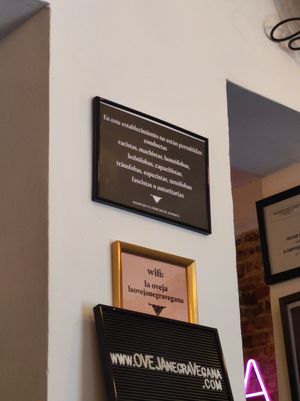 En este establecimiento no están permitidas
conductas
racistas, machistas, homófobas,
lesbófobas, capacitistas,
tránsfobas, especistas, xenófobas
fascistas o autoritarias
wifi:
la oveja
laovejanegravegana
www.OVEJANegraVegana
.com
A